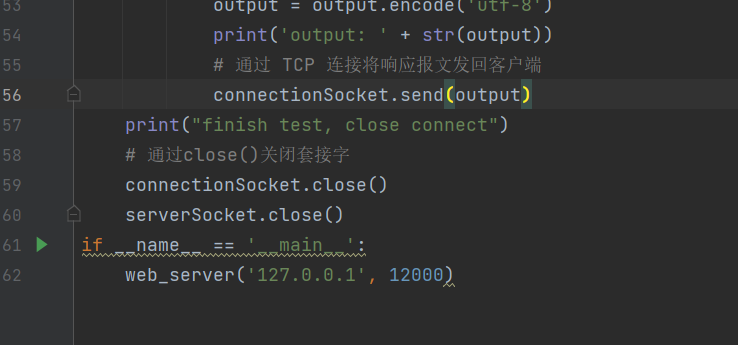 53 output = output.encode('utf-8')
54 print('output: ' + str(output))
55 # 通过 TCP 连接将响应报文发回客户端
56 connectionSocket.send(output)
57 print("finish test, close connect")
58 # 通过close()关闭套接字
59 connectionSocket.close()
60 serverSocket.close()
61 if __name__ == '__main__':
62 web_server('127.0.0.1', 12000)